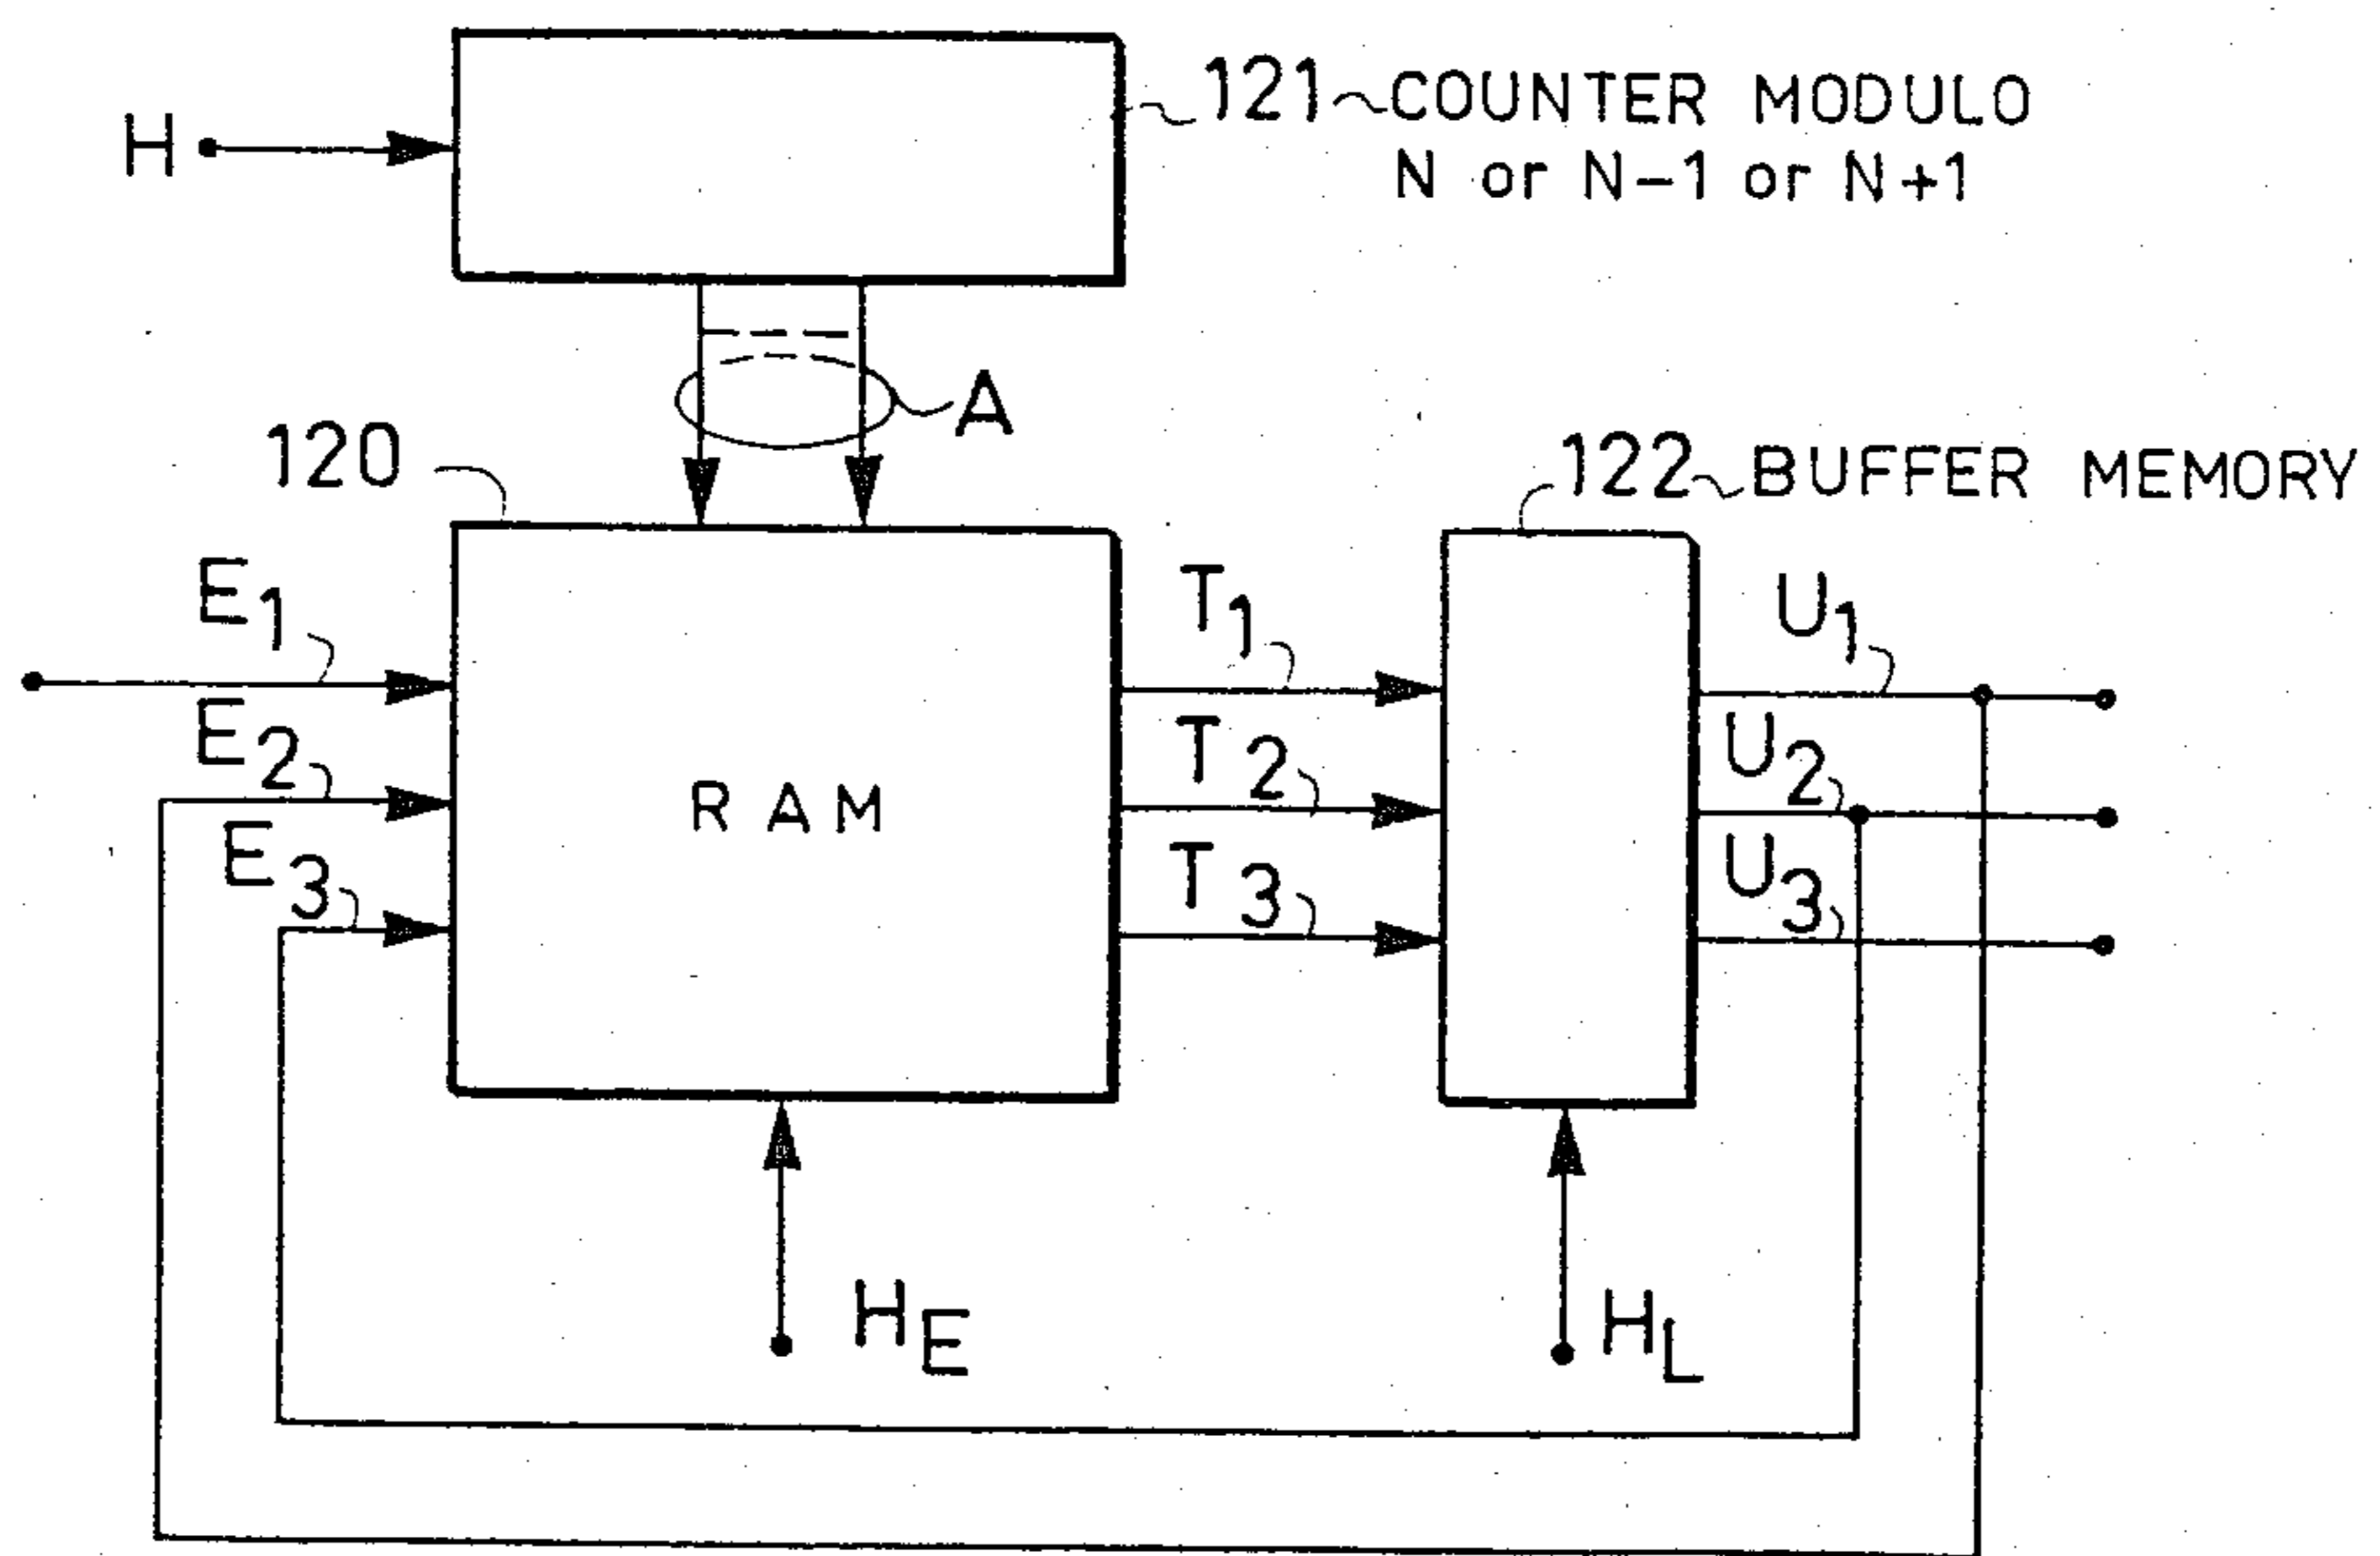 H
121 COUNTER MODULO
N or N-1 or N+1
A
120
122 BUFFER MEMORY
E1
T1
U1
E2
T2
U2
RAM
E3
T3
U3
HE
HL